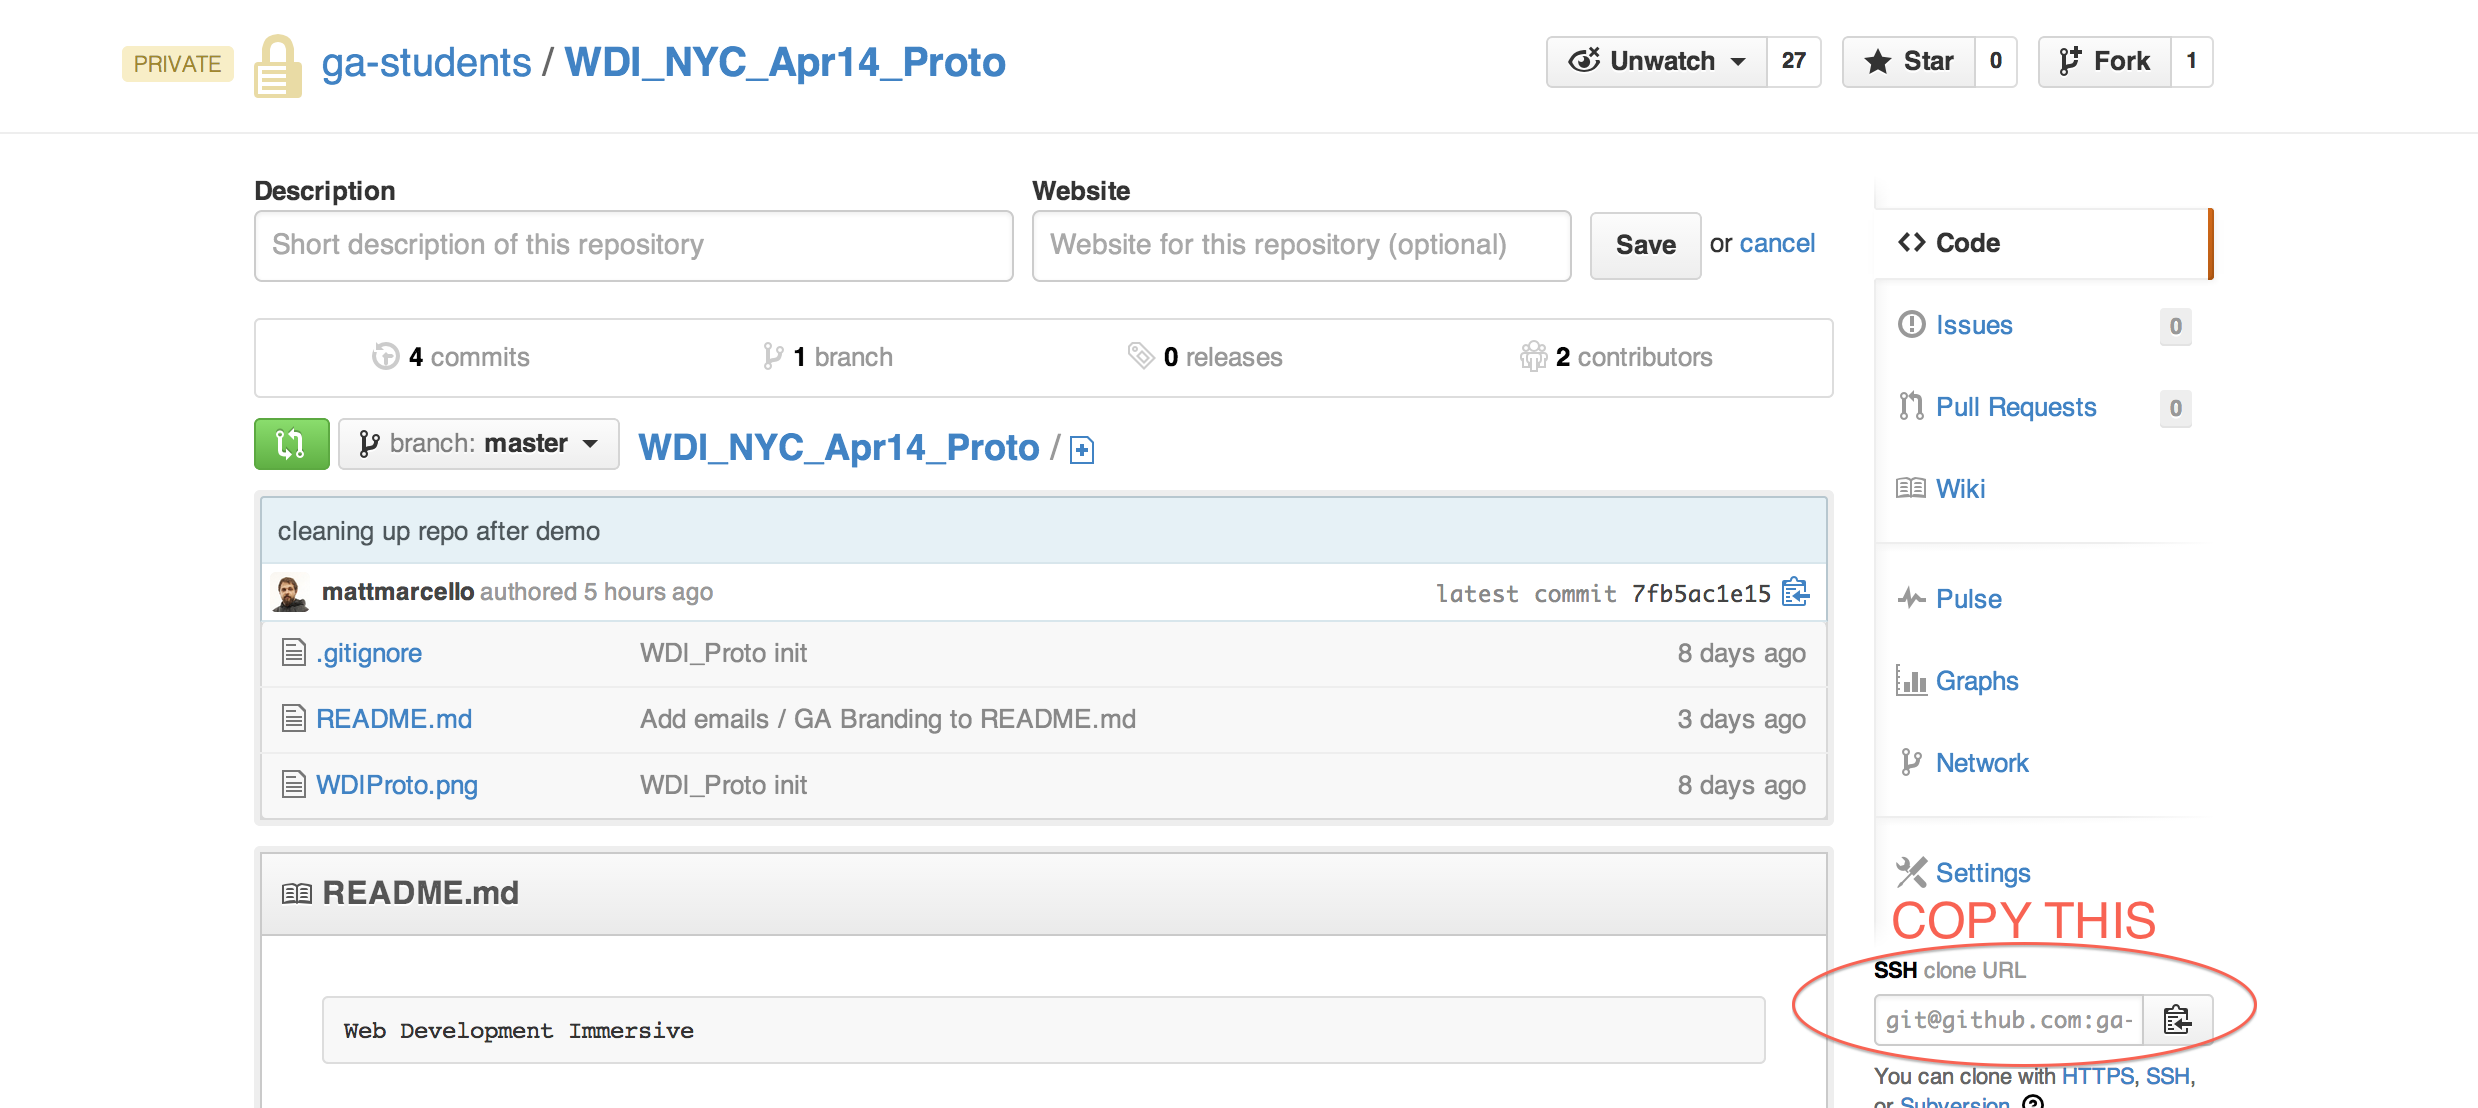 PRIVATE ga-students / WDI_NYC_Apr14_Proto Unwatch 27 Star 0 Fork 1
Description Website
Short description of this repository Website for this repository (optional) Save or cancel
4 commits 1 branch 0 releases 2 contributors
branch: master WDI_NYC_Apr14_Proto /
cleaning up repo after demo
mattmarcello authored 5 hours ago latest commit 7fb5ac1e15
.gitignore WDI_Proto init 8 days ago
README.md Add emails / GA Branding to README.md 3 days ago
WDIProto.png WDI_Proto init 8 days ago
README.md
Web Development Immersive
Code
Issues 0
Pull Requests 0
Wiki
Pulse
Graphs
Network
Settings
COPY THIS
SSH clone URL
git@github.com:ga-
You can clone with HTTPS, SSH,
or Subversion